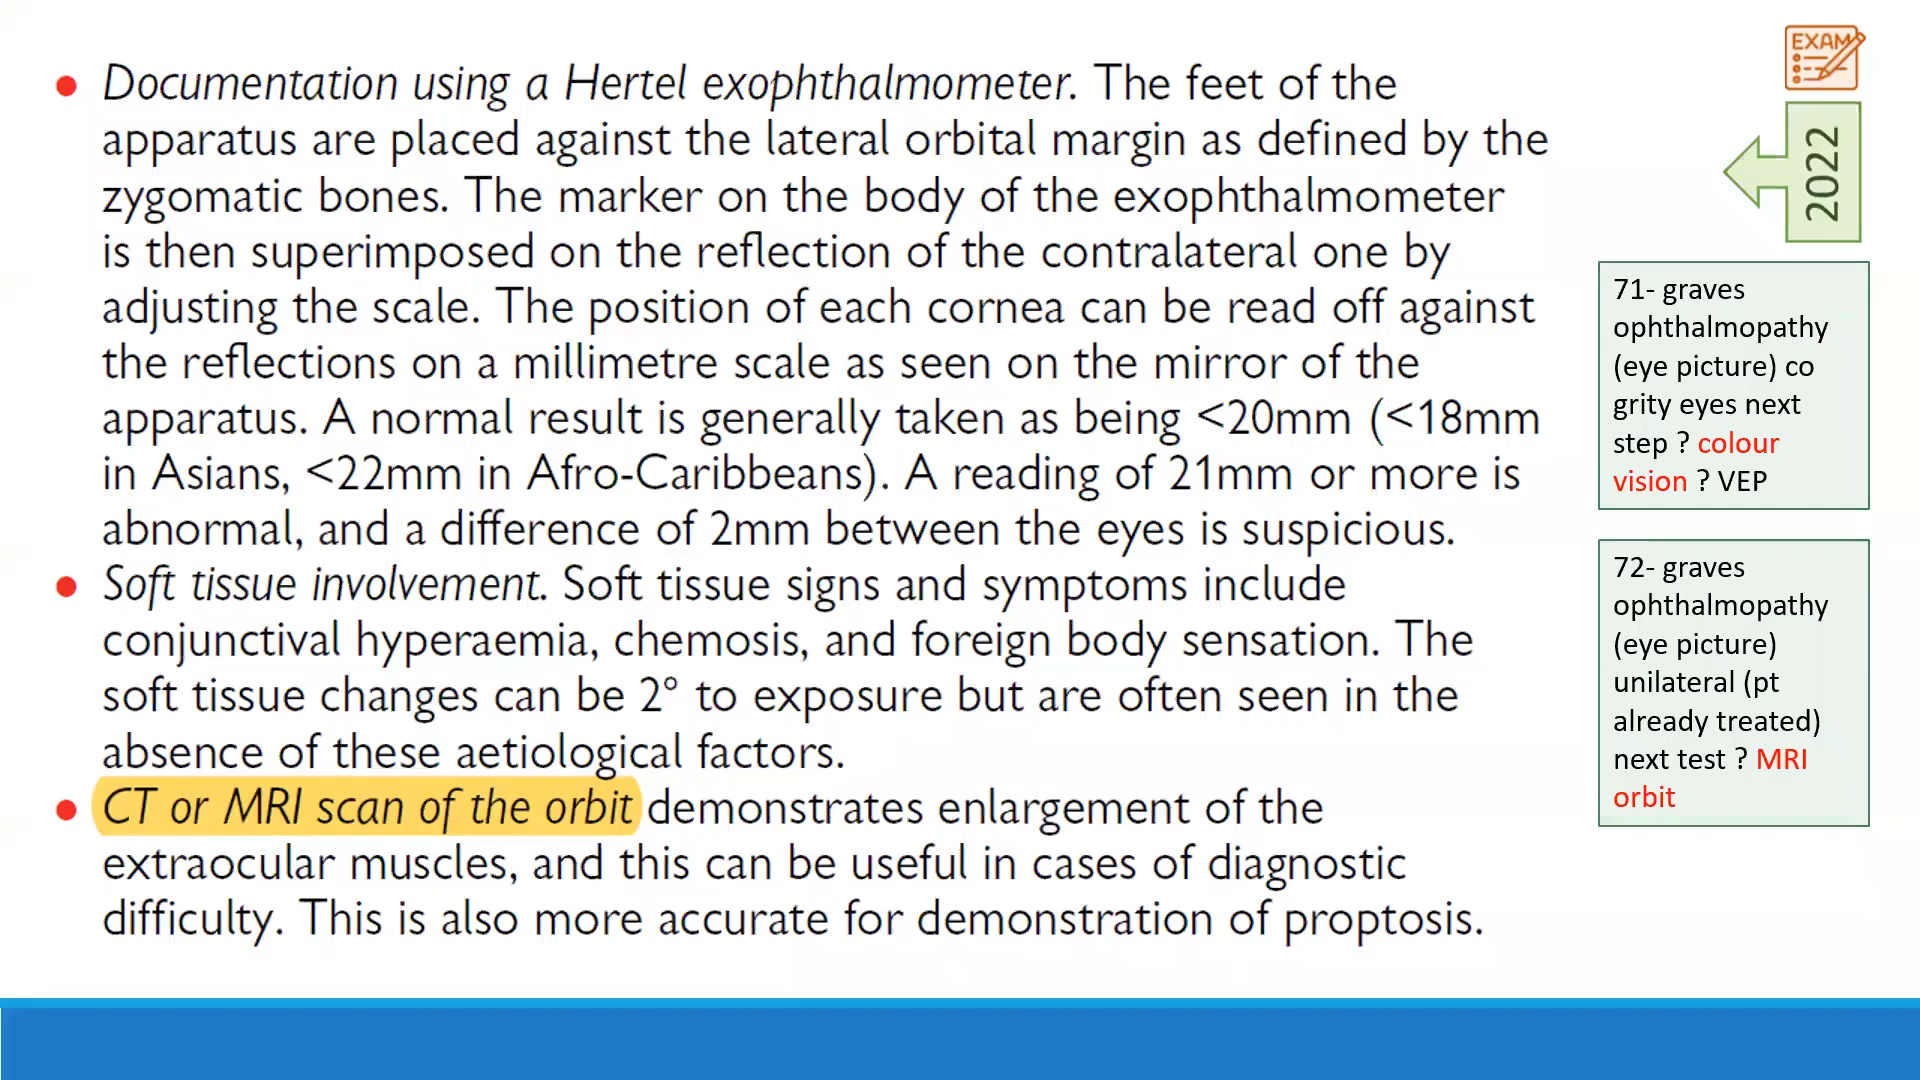 • Documentation using a Hertel exophthalmometer. The feet of the
apparatus are placed against the lateral orbital margin as defined by the
zygomatic bones. The marker on the body of the exophthalmometer
is then superimposed on the reflection of the contralateral one by
adjusting the scale. The position of each cornea can be read off against
the reflections on a millimetre scale as seen on the mirror of the
apparatus. A normal result is generally taken as being <20mm (<18mm
in Asians, <22mm in Afro-Caribbeans). A reading of 21mm or more is
abnormal, and a difference of 2mm between the eyes is suspicious.
• Soft tissue involvement. Soft tissue signs and symptoms include
conjunctival hyperaemia, chemosis, and foreign body sensation. The
soft tissue changes can be 2° to exposure but are often seen in the
absence of these aetiological factors.
• CT or MRI scan of the orbit demonstrates enlargement of the
extraocular muscles, and this can be useful in cases of diagnostic
difficulty. This is also more accurate for demonstration of proptosis.
EXAM
2022
71- graves
ophthalmopathy
(eye picture) co
grity eyes next
step ? colour
vision ? VEP
72- graves
ophthalmopathy
(eye picture)
unilateral (pt
already treated)
next test ? MRI
orbit